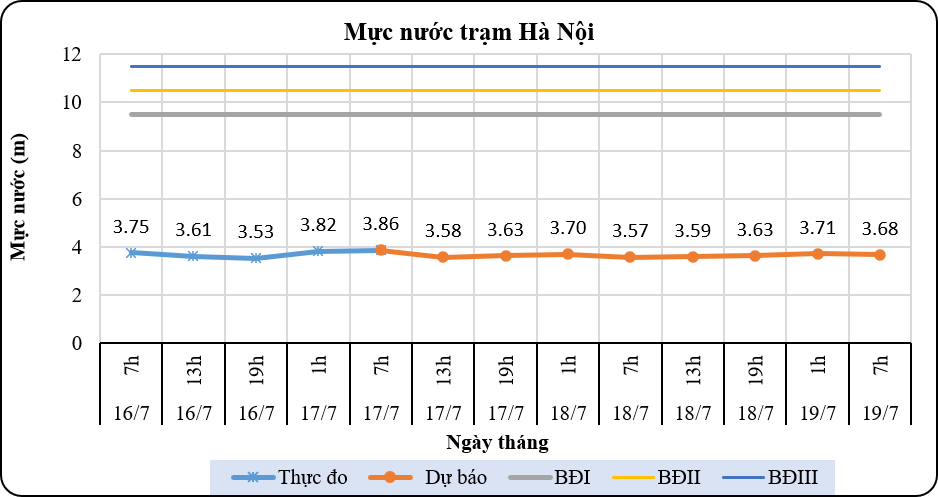 Mực nước trạm Hà Nội
Mực nước (m)
12
10
8
6
4
2
0
3.75 3.61 3.53 3.82 3.86 3.58 3.63 3.70 3.57 3.59 3.63 3.71 3.68
7h 13h 19h 1h 7h 13h 19h 1h 7h 13h 19h 1h 7h
16/7 16/7 16/7 17/7 17/7 17/7 17/7 18/7 18/7 18/7 18/7 19/7 19/7
Ngày tháng
Thực đo Dự báo BĐI BĐII BĐIII